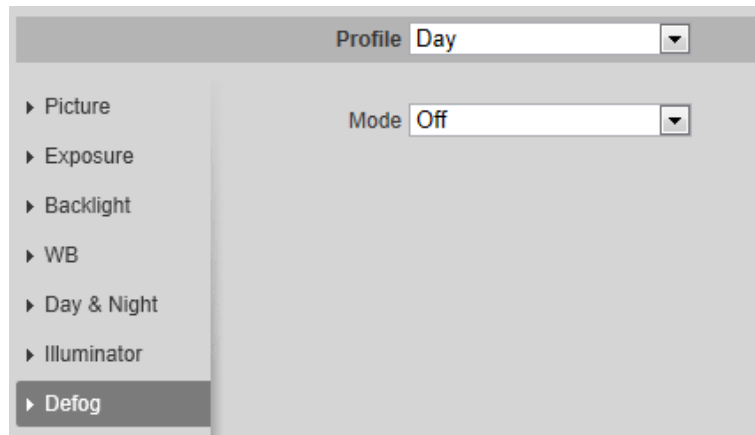 Profile Day
Picture
Mode Off
Exposure
Backlight
WB
Day & Night
Illuminator
Defog